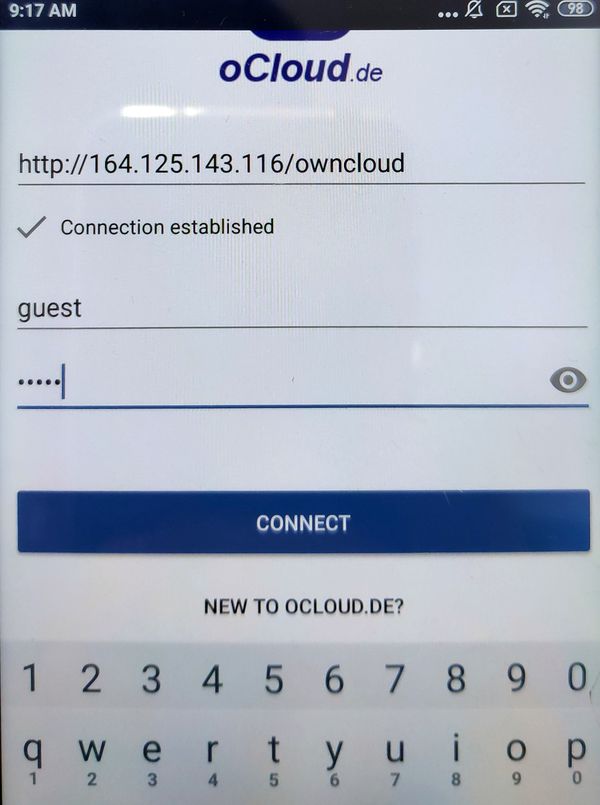 9:17 AM 98
oCloud.de
http://164.125.143.116/owncloud
Connection established
guest
•••••
CONNECT
NEW TO OCLOUD.DE?
1 2 3 4 5 6 7 8 9 0
q w e r t y u i o p
1 2 3 4 5 6 7 8 9 0